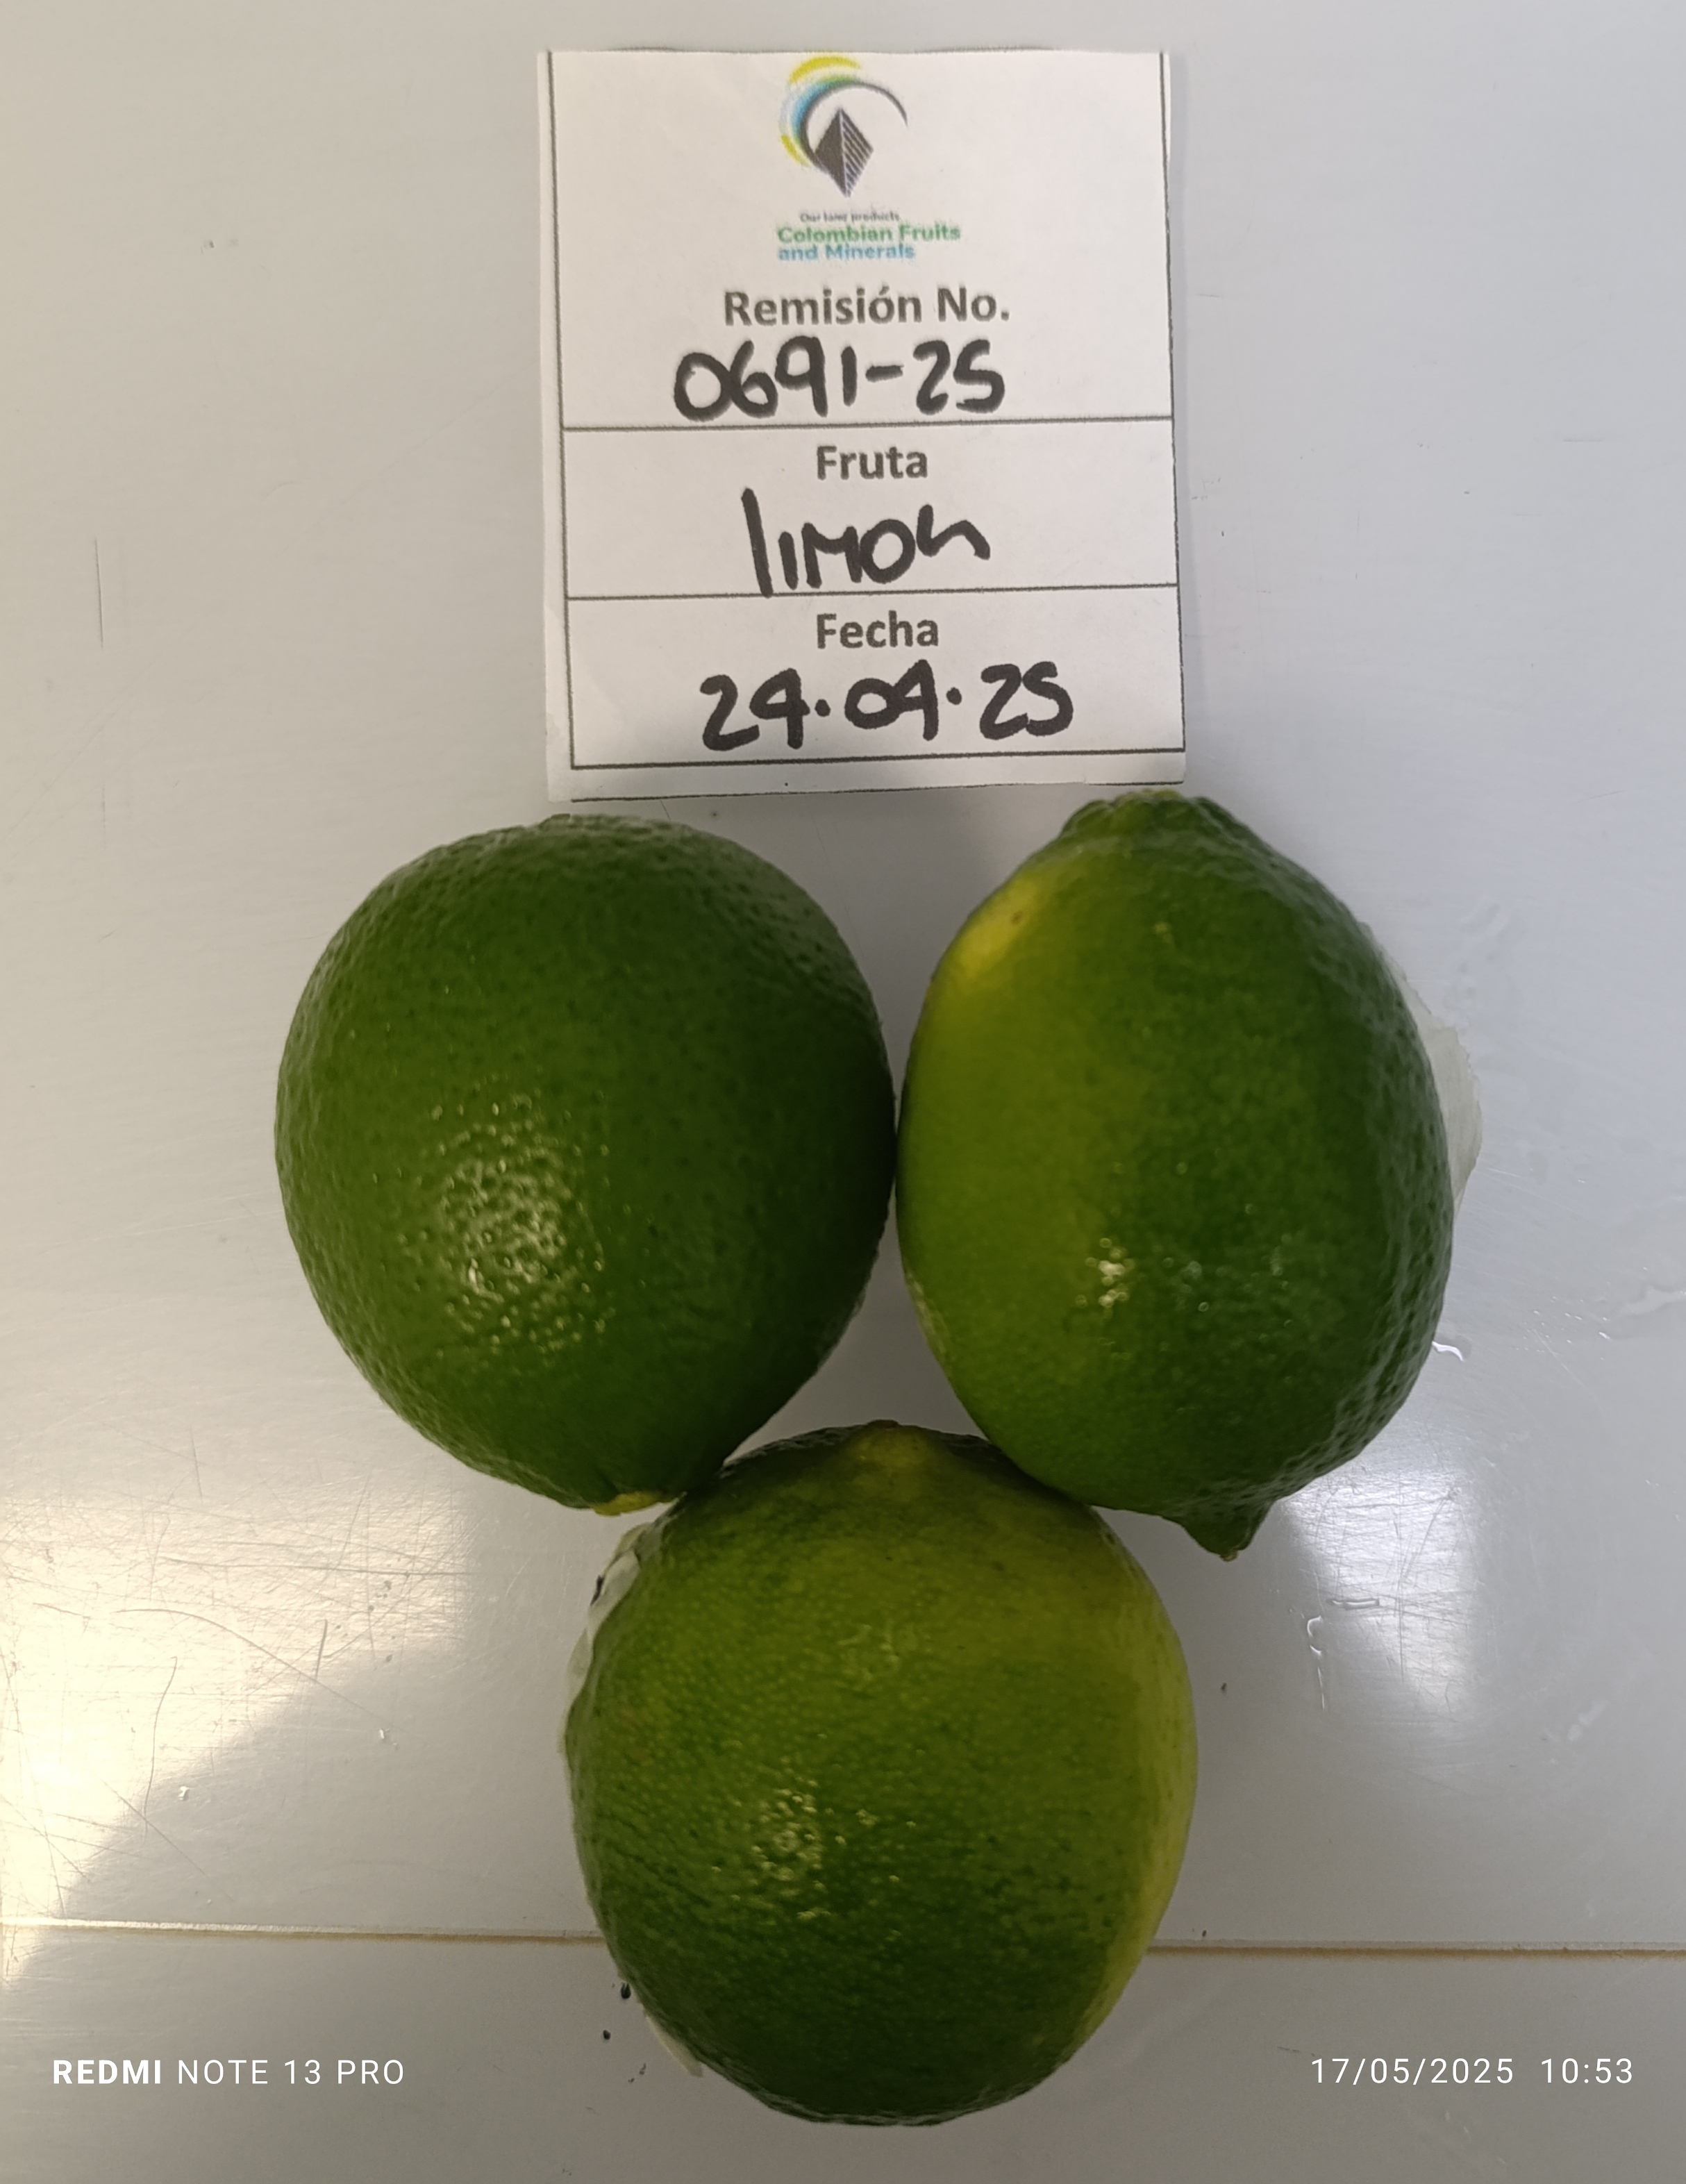 Our best products
Colombian Fruits
and Minerals
Remisión No.
0691-25
Fruta
limon
Fecha
24.04.25
REDMI NOTE 13 PRO
17/05/2025 10:53